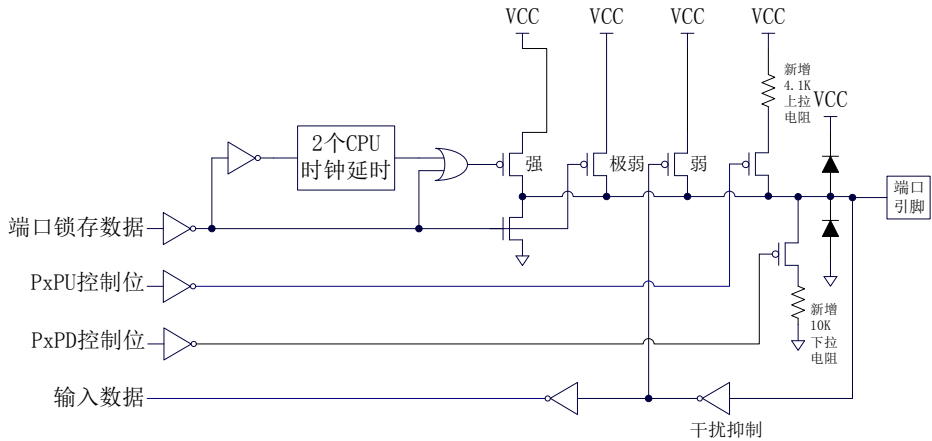 VCC
VCC
VCC
VCC
新增
4.1K
上拉
电阻
VCC
2个CPU
时钟延时
强
极弱
弱
端口
引脚
端口锁存数据
PxPU控制位
新增
10K
下拉
电阻
PxPD控制位
输入数据
干扰抑制